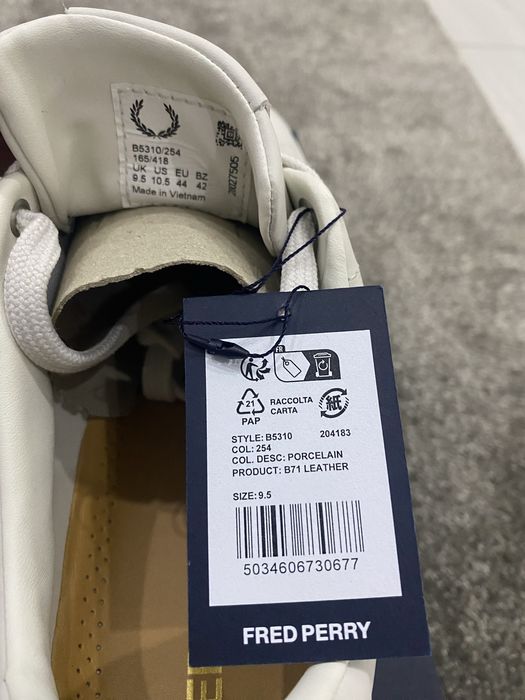 B5310/254
165/418
UK US EU BZ
9.5 10.5 44 42
Made in Vietnam
2027505
FR
21
PAP
RACCOLTA
CARTA
紙
STYLE: B5310 204183
COL: 254
COL. DESC: PORCELAIN
PRODUCT: B71 LEATHER
SIZE: 9.5
5034606730677
FRED PERRY